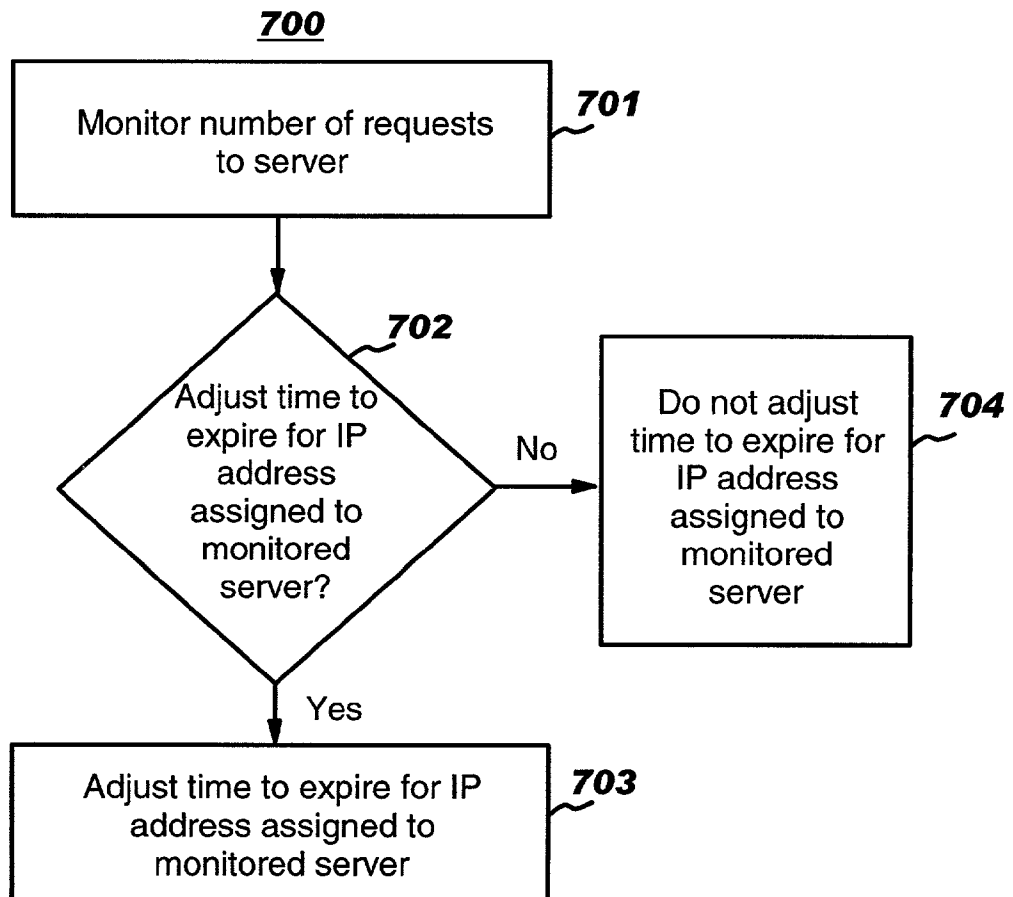 700
Monitor number of requests
to server
701
702
Adjust time to
expire for IP
address
assigned to
monitored
server?
No
Do not adjust
time to expire for
IP address
assigned to
monitored
server
704
Yes
Adjust time to expire for IP
address assigned to
monitored server
703